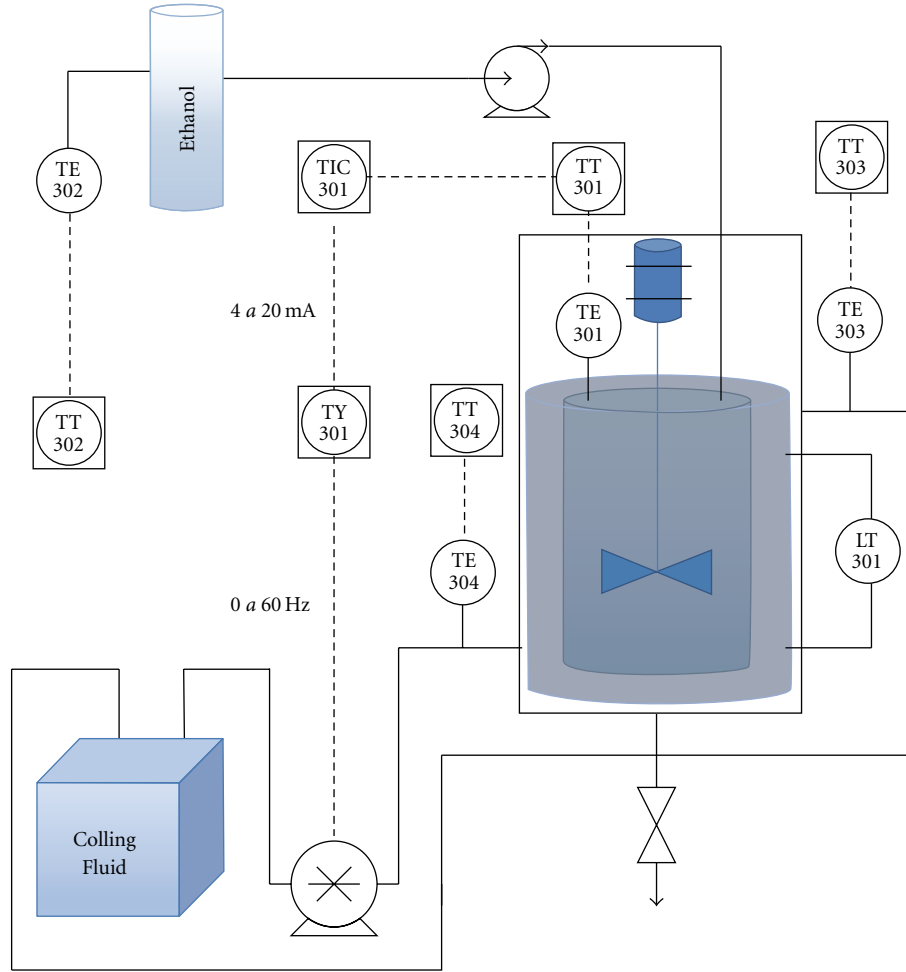 Ethanol
TE
302
TIC
301
TT
301
TT
303
4 a 20 mA
TE
301
TE
303
TT
302
TY
301
TT
304
TE
304
LT
301
0 a 60 Hz
Colling
Fluid